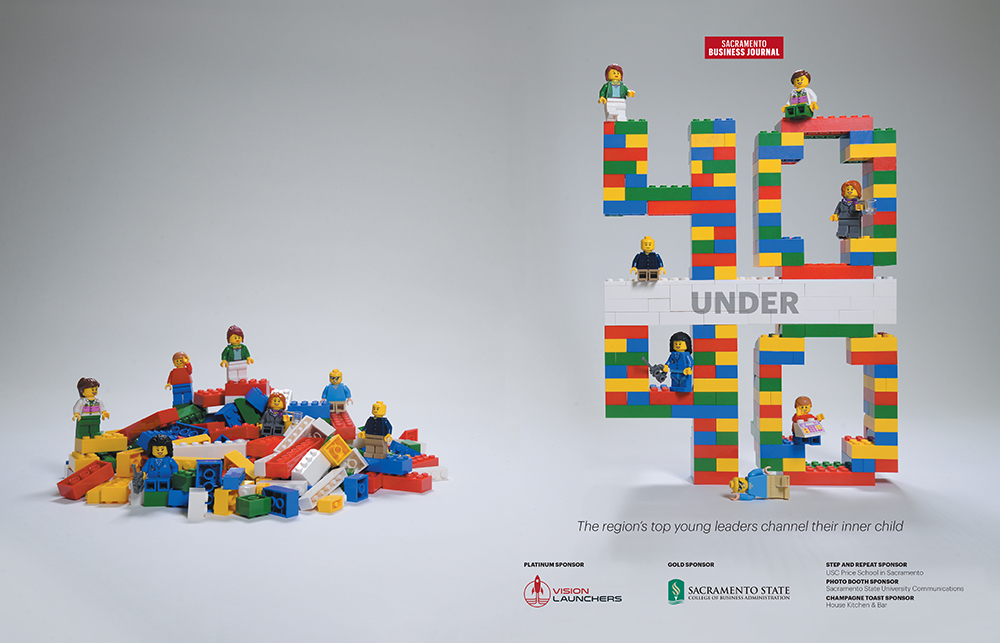 SACRAMENTO
BUSINESS JOURNAL
40
UNDER
40
The region's top young leaders channel their inner child
PLATINUM SPONSOR
VISION
LAUNCHERS
GOLD SPONSOR
SACRAMENTO STATE
COLLEGE OF BUSINESS ADMINISTRATION
STEP AND REPEAT SPONSOR
USC Price School in Sacramento
PHOTO BOOTH SPONSOR
Sacramento State University Communications
CHAMPAGNE TOAST SPONSOR
House Kitchen & Bar